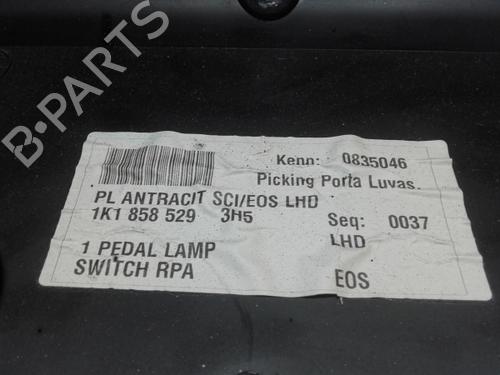 B-PARTS
Kenn: 0835046
Picking Porta Luvas.
PL ANTRACIT SCI/EOS LHD
1K1 858 529 3H5 Seq: 0037
LHD
1 PEDAL LAMP
SWITCH RPA EOS